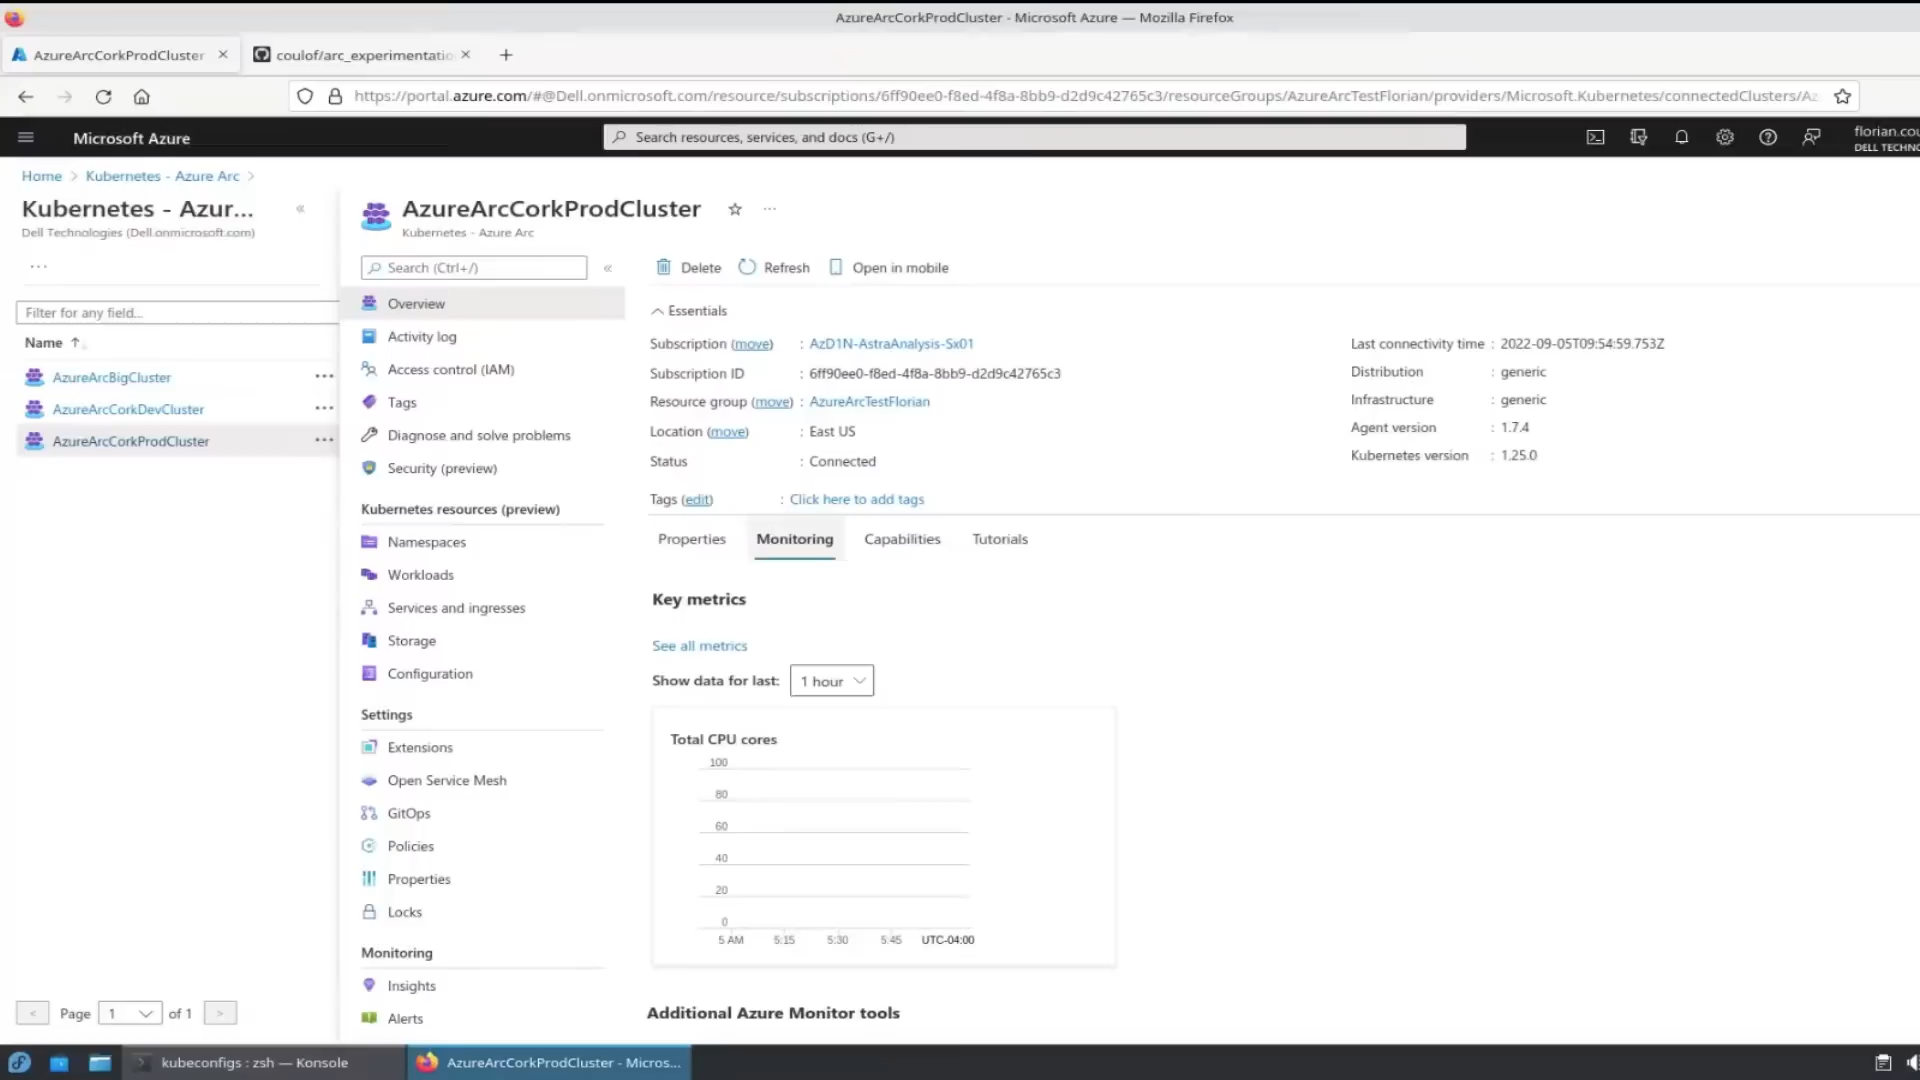 AzureArcCorkProdCluster - Microsoft Azure — Mozilla Firefox
AzureArcCorkProdCluster
coulof/arc_experimentatio
https://portal.azure.com/#@Dell.onmicrosoft.com/resource/subscriptions/6ff90ee0-f8ed-4f8a-8bb9-d2d9c42765c3/resourceGroups/AzureArcTestFlorian/providers/Microsoft.Kubernetes/connectedClusters/Az
Microsoft Azure
Search resources, services, and docs (G+/)
florian.cou
DELL TECHNO
Home > Kubernetes - Azure Arc >
Kubernetes - Azur...
Dell Technologies (Dell.onmicrosoft.com)
...
Filter for any field...
Name ↑
AzureArcBigCluster
AzureArcCorkDevCluster
AzureArcCorkProdCluster
< Page 1 of 1 >
AzureArcCorkProdCluster
Kubernetes - Azure Arc
Search (Ctrl+/)
Overview
Activity log
Access control (IAM)
Tags
Diagnose and solve problems
Security (preview)
Kubernetes resources (preview)
Namespaces
Workloads
Services and ingresses
Storage
Configuration
Settings
Extensions
Open Service Mesh
GitOps
Policies
Properties
Locks
Monitoring
Insights
Alerts
Delete Refresh Open in mobile
Essentials
Subscription (move) : AzD1N-AstraAnalysis-Sx01
Subscription ID : 6ff90ee0-f8ed-4f8a-8bb9-d2d9c42765c3
Resource group (move) : AzureArcTestFlorian
Location (move) : East US
Status : Connected
Last connectivity time : 2022-09-05T09:54:59.753Z
Distribution : generic
Infrastructure : generic
Agent version : 1.7.4
Kubernetes version : 1.25.0
Tags (edit) : Click here to add tags
Properties Monitoring Capabilities Tutorials
Key metrics
See all metrics
Show data for last: 1 hour
Total CPU cores
100
80
60
40
20
0
5 AM 5:15 5:30 5:45 UTC-04:00
Additional Azure Monitor tools
kubeconfigs : zsh — Konsole
AzureArcCorkProdCluster - Micros...